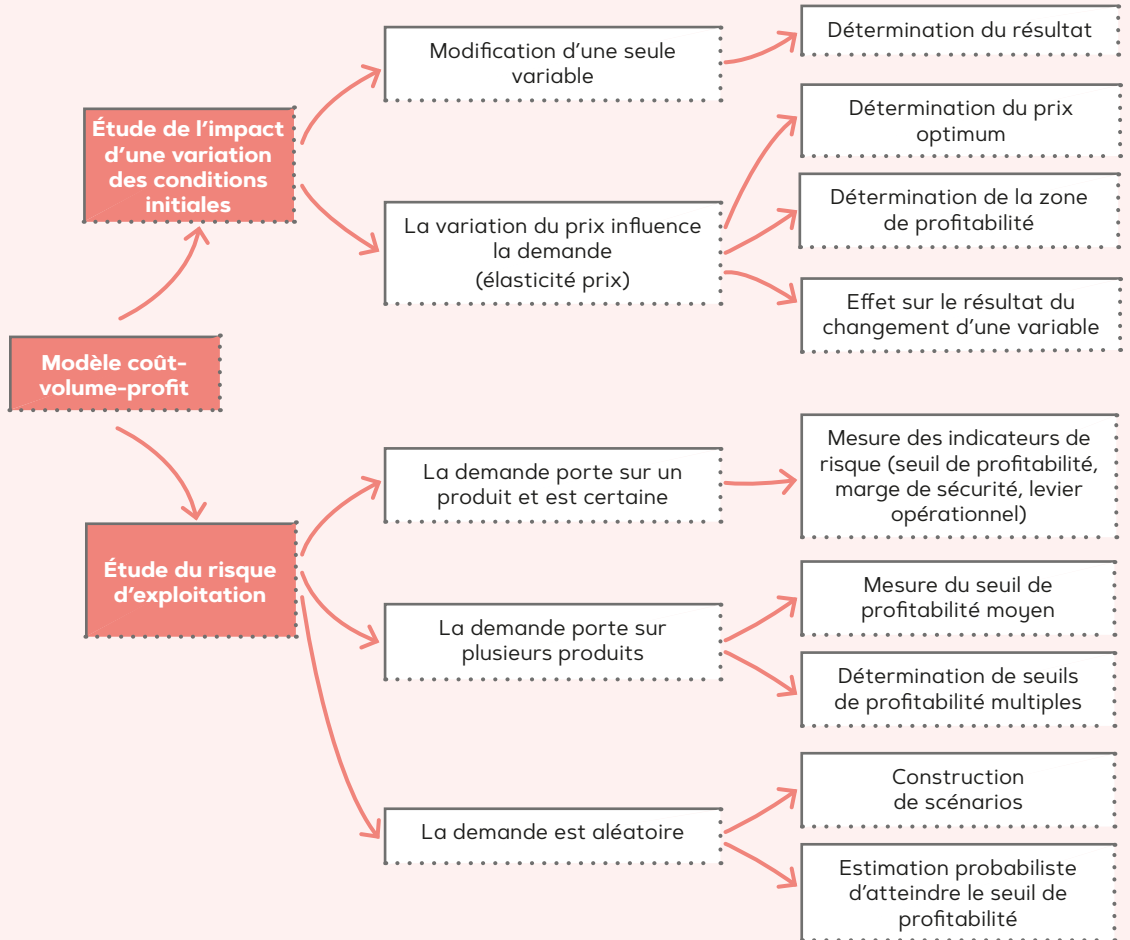 Modèle coût-
volume-profit
Étude de l'impact
d'une variation
des conditions
initiales
Modification d'une seule
variable
Détermination du résultat
La variation du prix influence
la demande
(élasticité prix)
Détermination du prix
optimum
Détermination de la zone
de profitabilité
Effet sur le résultat du
changement d'une variable
Étude du risque
d'exploitation
La demande porte sur un
produit et est certaine
Mesure des indicateurs de
risque (seuil de profitabilité,
marge de sécurité, levier
opérationnel)
La demande porte sur
plusieurs produits
Mesure du seuil de
profitabilité moyen
Détermination de seuils
de profitabilité multiples
La demande est aléatoire
Construction
de scénarios
Estimation probabiliste
d'atteindre le seuil de
profitabilité